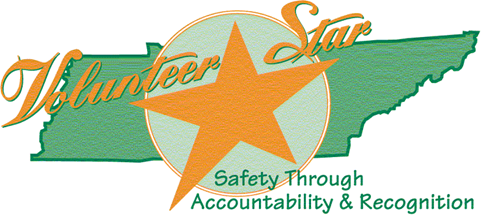 Volunteer Star
Safety Through
Accountability & Recognition